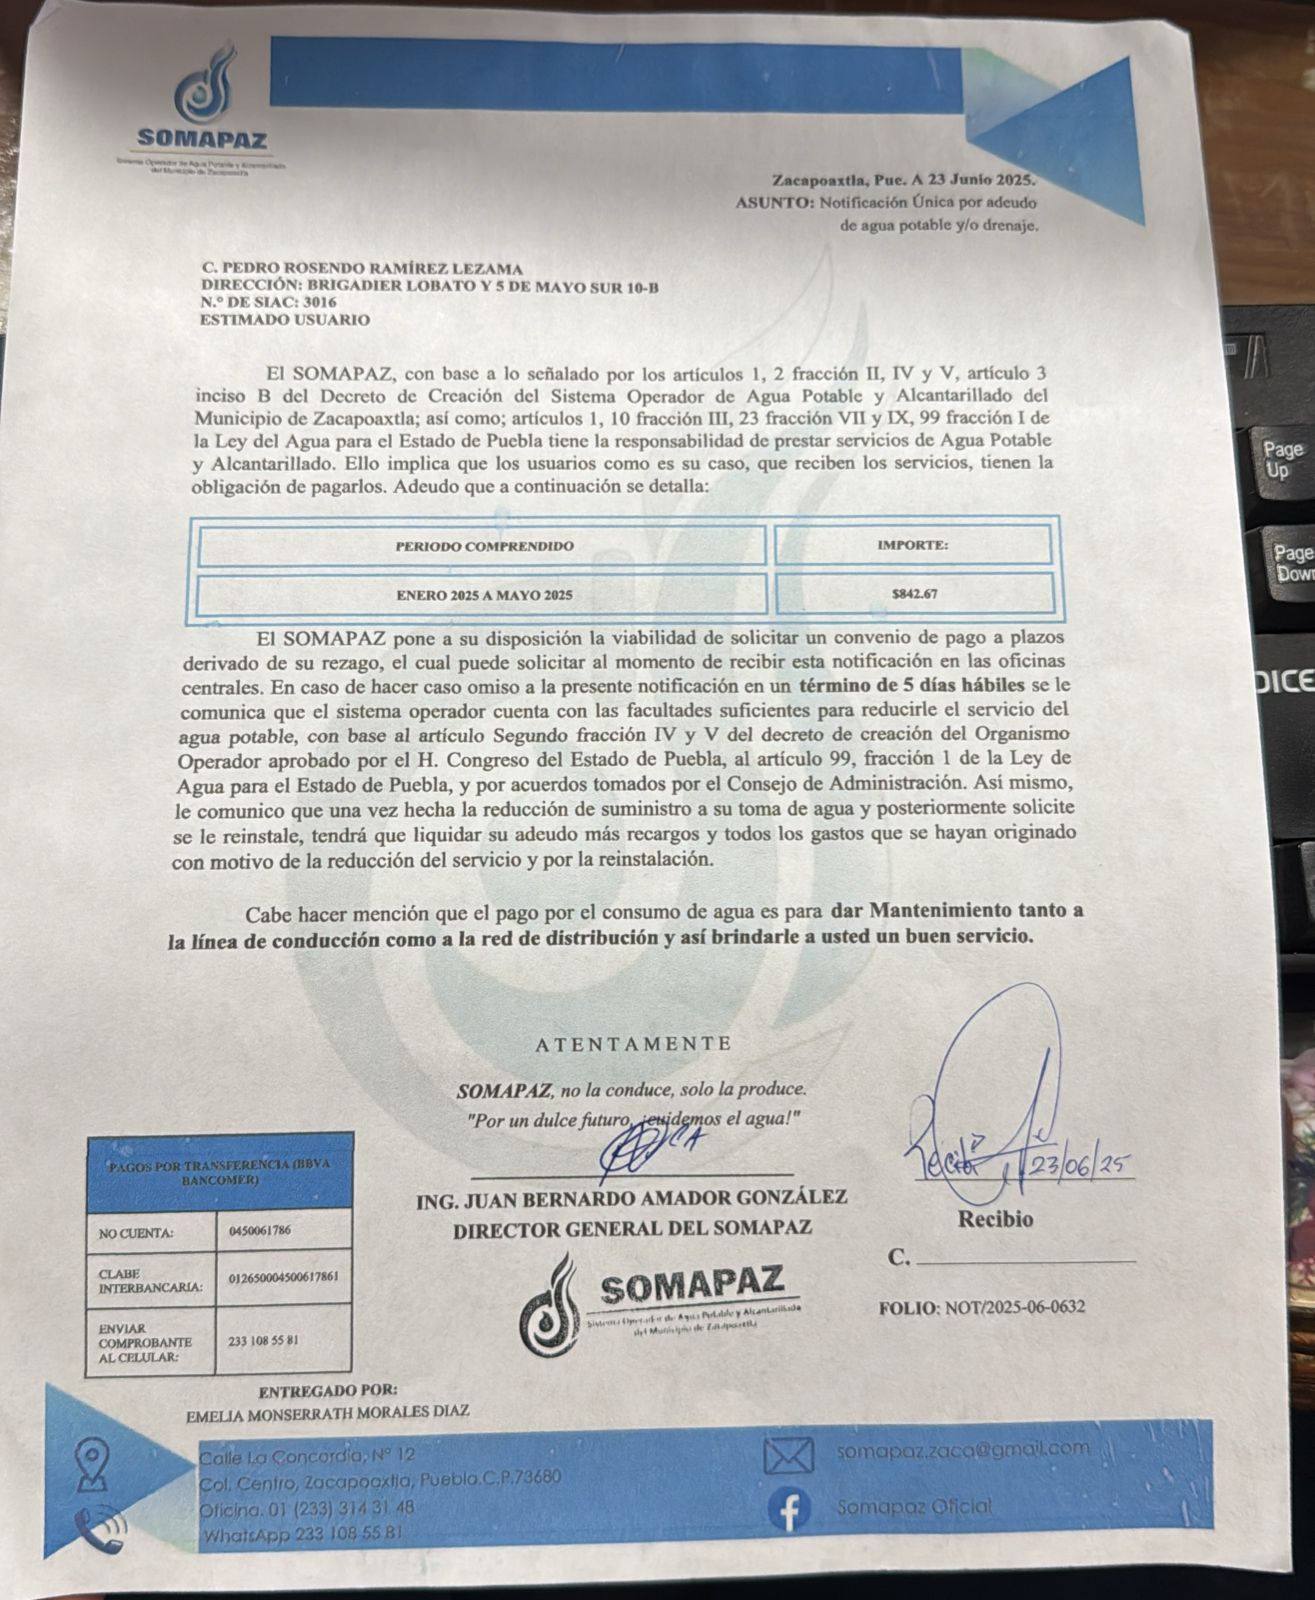 SOMAPAZ
Sistema Operador de Agua Potable y Alcantarillado
del Municipio de Zacapoaxtla
Zacapoaxtla, Pue. A 23 Junio 2025.
ASUNTO: Notificación Única por adeudo
de agua potable y/o drenaje.
C. PEDRO ROSENDO RAMÍREZ LEZAMA
DIRECCIÓN: BRIGADIER LOBATO Y 5 DE MAYO SUR 10-B
N.º DE SIAC: 3016
ESTIMADO USUARIO
El SOMAPAZ, con base a lo señalado por los artículos 1, 2 fracción II, IV y V, artículo 3
inciso B del Decreto de Creación del Sistema Operador de Agua Potable y Alcantarillado del
Municipio de Zacapoaxtla; así como; artículos 1, 10 fracción III, 23 fracción VII y IX, 99 fracción I de
la Ley del Agua para el Estado de Puebla tiene la responsabilidad de prestar servicios de Agua Potable
y Alcantarillado. Ello implica que los usuarios como es su caso, que reciben los servicios, tienen la
obligación de pagarlos. Adeudo que a continuación se detalla:
PERIODO COMPRENDIDO IMPORTE:
ENERO 2025 A MAYO 2025 $842.67
El SOMAPAZ pone a su disposición la viabilidad de solicitar un convenio de pago a plazos
derivado de su rezago, el cual puede solicitar al momento de recibir esta notificación en las oficinas
centrales. En caso de hacer caso omiso a la presente notificación en un término de 5 días hábiles se le
comunica que el sistema operador cuenta con las facultades suficientes para reducirle el servicio del
agua potable, con base al artículo Segundo fracción IV y V del decreto de creación del Organismo
Operador aprobado por el H. Congreso del Estado de Puebla, al artículo 99, fracción 1 de la Ley de
Agua para el Estado de Puebla, y por acuerdos tomados por el Consejo de Administración. Así mismo,
le comunico que una vez hecha la reducción de suministro a su toma de agua y posteriormente solicite
se le reinstale, tendrá que liquidar su adeudo más recargos y todos los gastos que se hayan originado
con motivo de la reducción del servicio y por la reinstalación.
Cabe hacer mención que el pago por el consumo de agua es para dar Mantenimiento tanto a
la línea de conducción como a la red de distribución y así brindarle a usted un buen servicio.
ATENTAMENTE
SOMAPAZ, no la conduce, solo la produce.
"Por un dulce futuro, ¡cuidemos el agua!"
ING. JUAN BERNARDO AMADOR GONZÁLEZ
DIRECTOR GENERAL DEL SOMAPAZ
SOMAPAZ
Sistema Operador de Agua Potable y Alcantarillado
del Municipio de Zacapoaxtla
Recibió 23/06/25
Recibio
C.
FOLIO: NOT/2025-06-0632
PAGOS POR TRANSFERENCIA (BBVA
BANCOMER)
NO CUENTA: 0450061786
CLABE
INTERBANCARIA: 012650004500617861
ENVIAR
COMPROBANTE
AL CELULAR: 233 108 55 81
ENTREGADO POR:
EMELIA MONSERRATH MORALES DIAZ
Calle La Concordia, Nº 12
Col. Centro, Zacapoaxtla, Puebla.C.P.73680
Oficina. 01 (233) 314 31 48
WhatsApp 233 108 55 81
somapaz.zaca@gmail.com
Somapaz Oficial
Page
Up
Page
Down